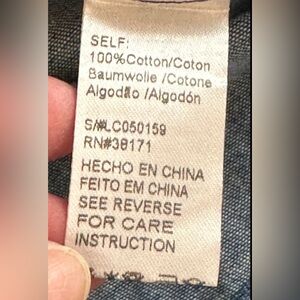 SELF:
100%Cotton/Coton
Baumwolle /Cotone
Algodão /Algodón
S/#LC050159
RN#38171
HECHO EN CHINA
FEITO EM CHINA
SEE REVERSE
FOR CARE
INSTRUCTION